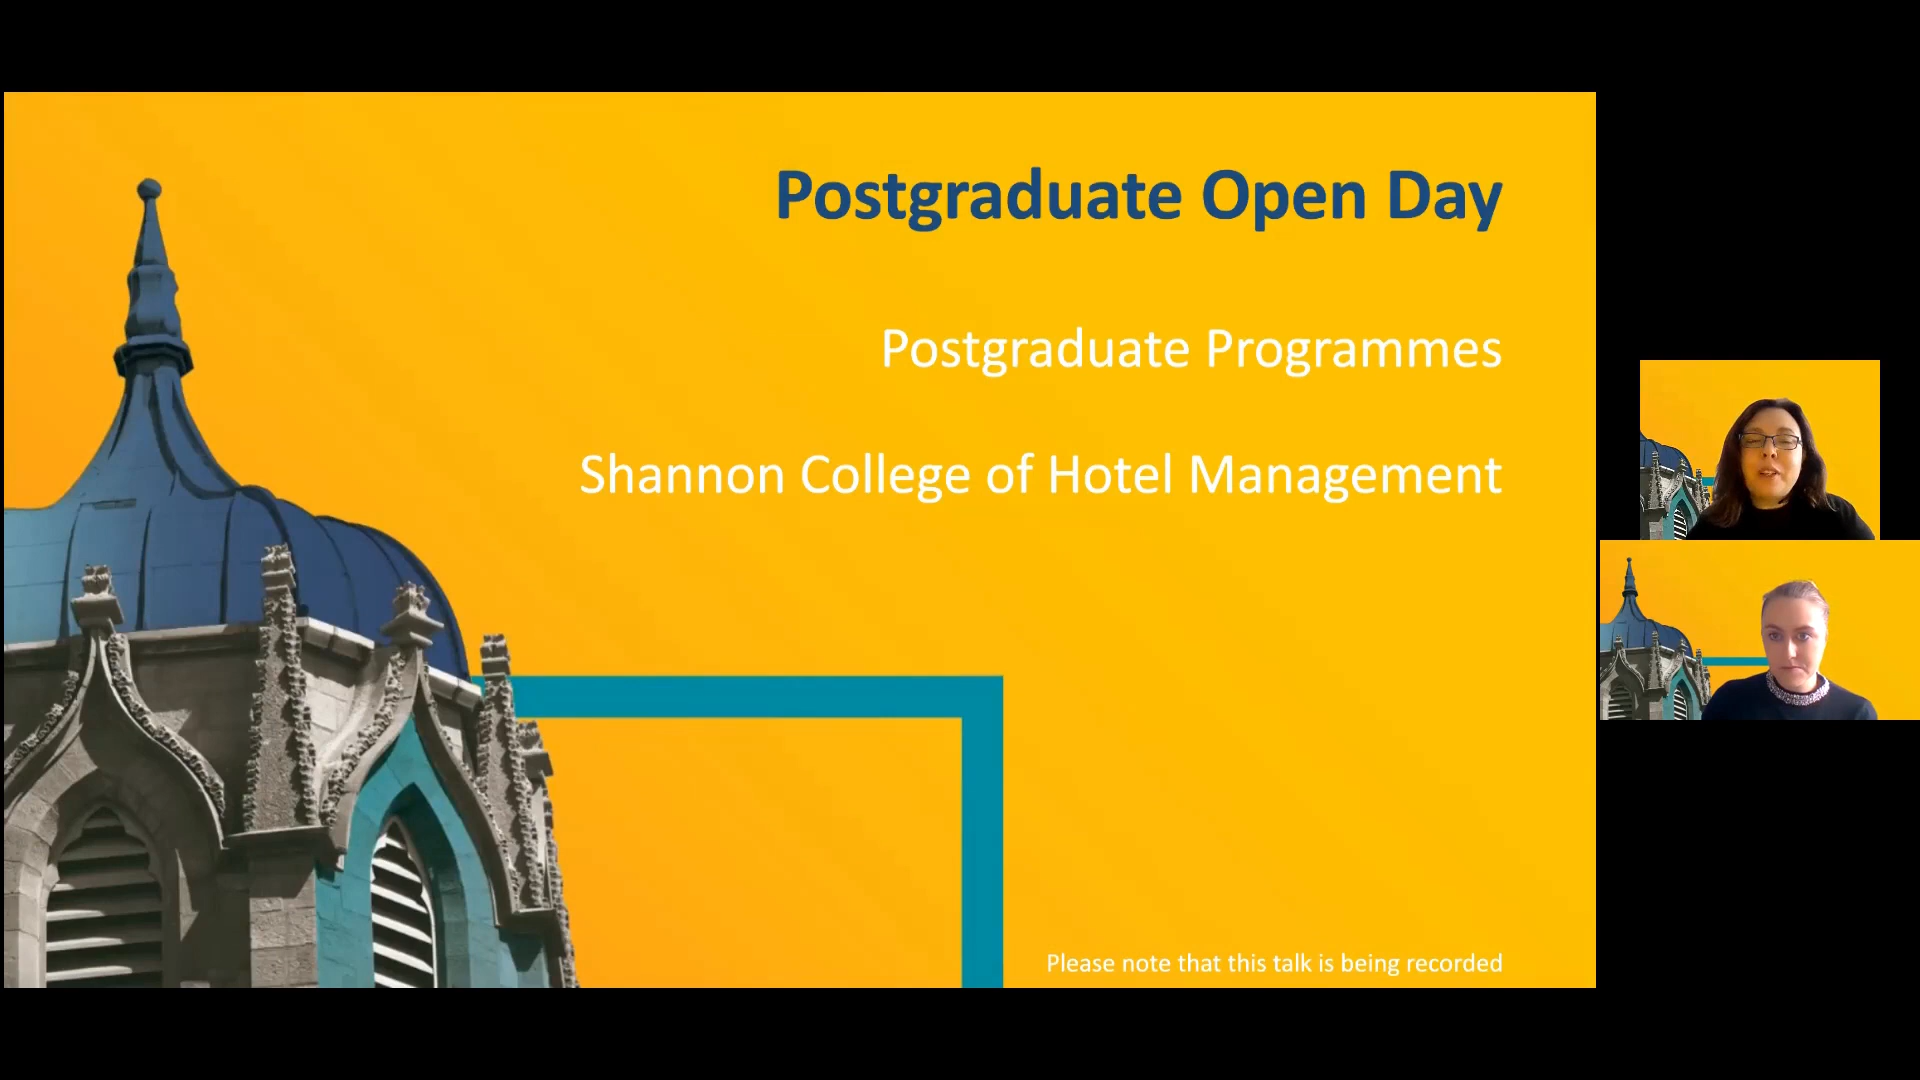 Postgraduate Open Day
Postgraduate Programmes
Shannon College of Hotel Management
Please note that this talk is being recorded